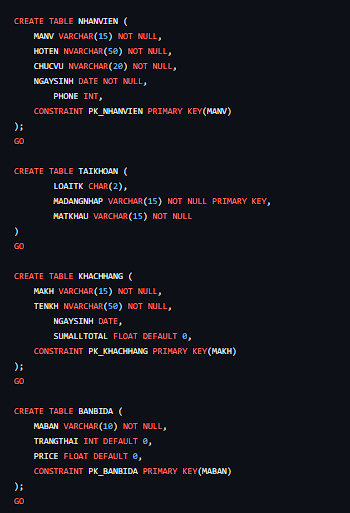 CREATE TABLE NHANVIEN (
    MANV VARCHAR(15) NOT NULL,
    HOTEN NVARCHAR(50) NOT NULL,
    CHUCVU NVARCHAR(20) NOT NULL,
    NGAYSINH DATE NOT NULL,
        PHONE INT,
    CONSTRAINT PK_NHANVIEN PRIMARY KEY(MANV)
);
GO

CREATE TABLE TAIKHOAN (
        LOAITK CHAR(2),
        MADANGNHAP VARCHAR(15) NOT NULL PRIMARY KEY,
        MATKHAU VARCHAR(15) NOT NULL
)
GO

CREATE TABLE KHACHHANG (
    MAKH VARCHAR(15) NOT NULL,
    TENKH NVARCHAR(50) NOT NULL,
        NGAYSINH DATE,
        SUMALLTOTAL FLOAT DEFAULT 0,
    CONSTRAINT PK_KHACHHANG PRIMARY KEY(MAKH)
);
GO

CREATE TABLE BANBIDA (
    MABAN VARCHAR(10) NOT NULL,
    TRANGTHAI INT DEFAULT 0,
    PRICE FLOAT DEFAULT 0,
    CONSTRAINT PK_BANBIDA PRIMARY KEY(MABAN)
);
GO